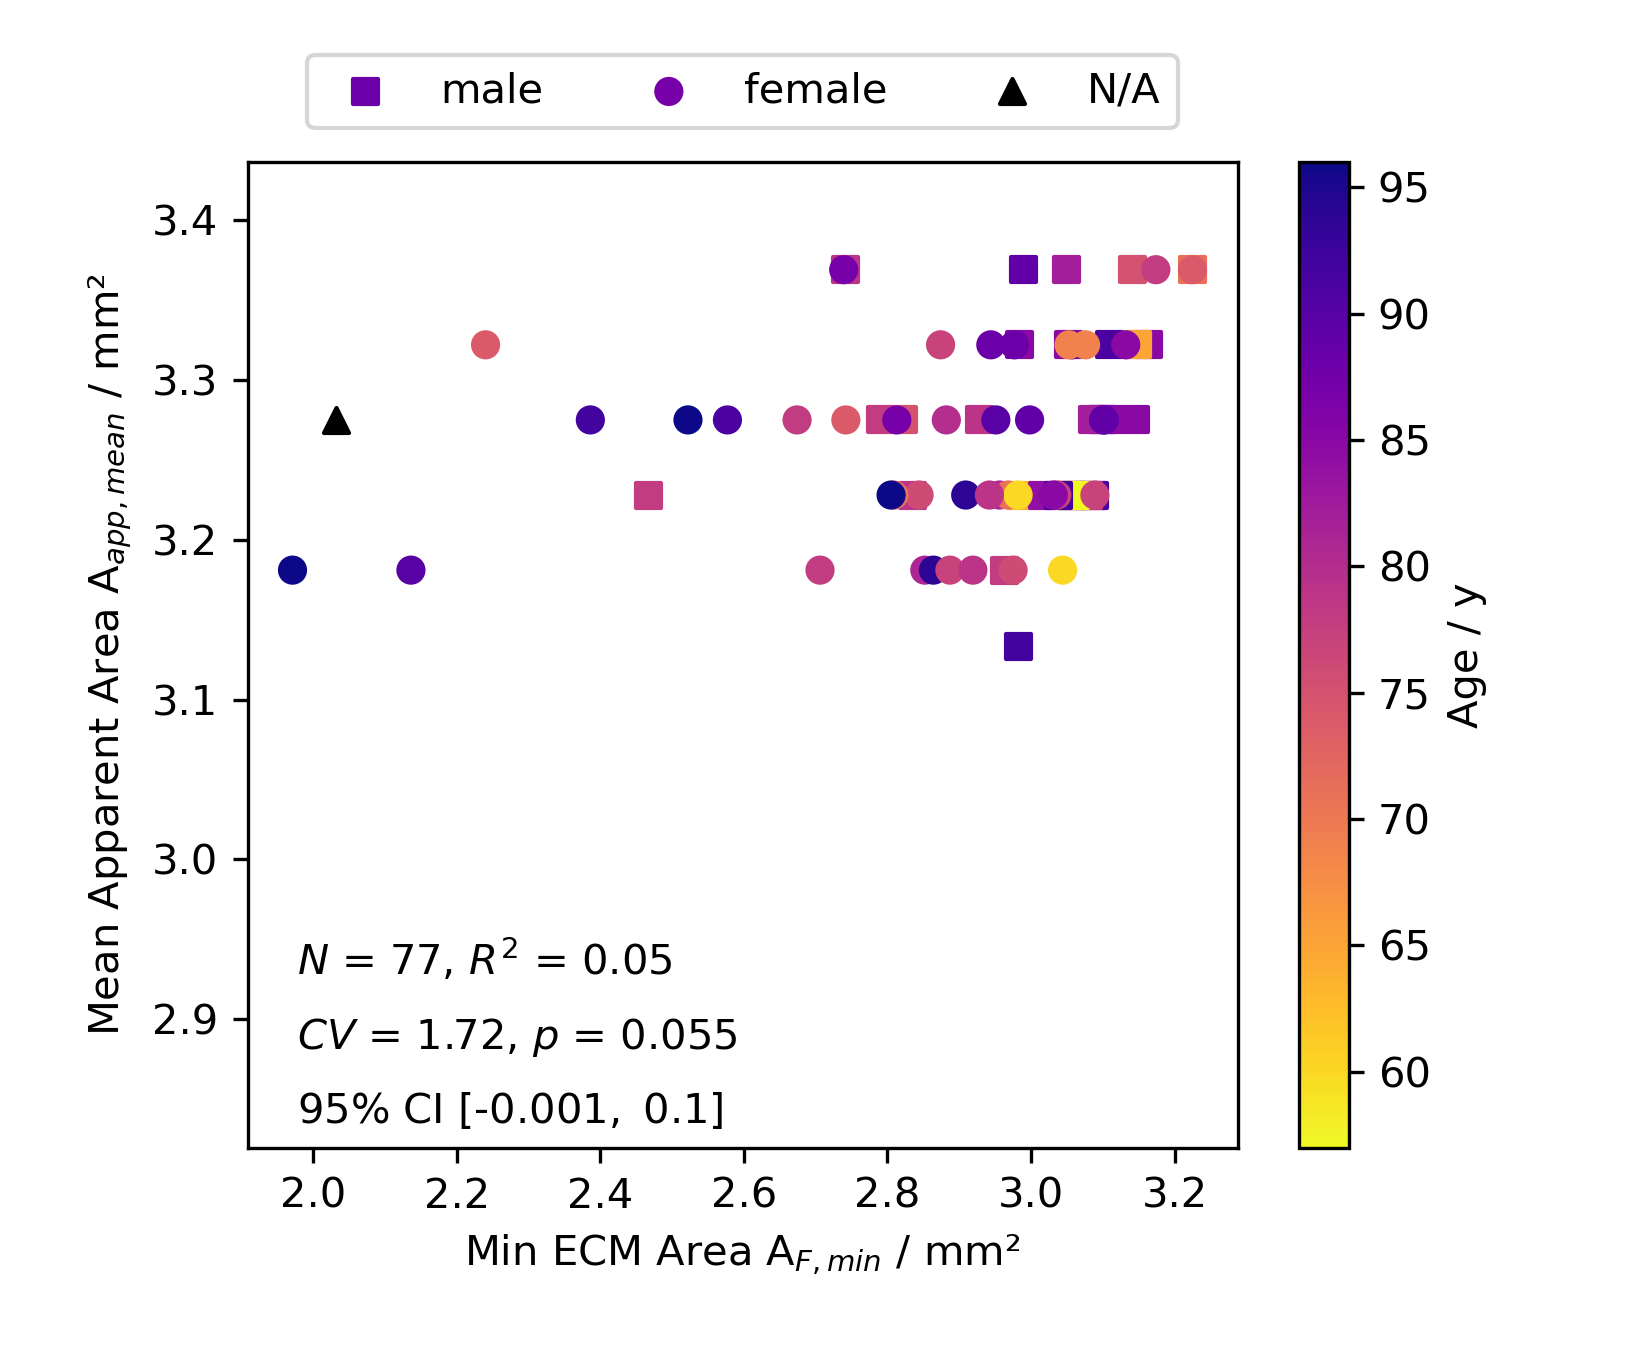 male female N/A
3.4
3.3
3.2
3.1
3.0
2.9
Mean Apparent Area A_app,mean / mm²
N = 77, R² = 0.05
CV = 1.72, p = 0.055
95% CI [-0.001, 0.1]
2.0 2.2 2.4 2.6 2.8 3.0 3.2
Min ECM Area A_F,min / mm²
95
90
85
80
75
70
65
60
Age / y